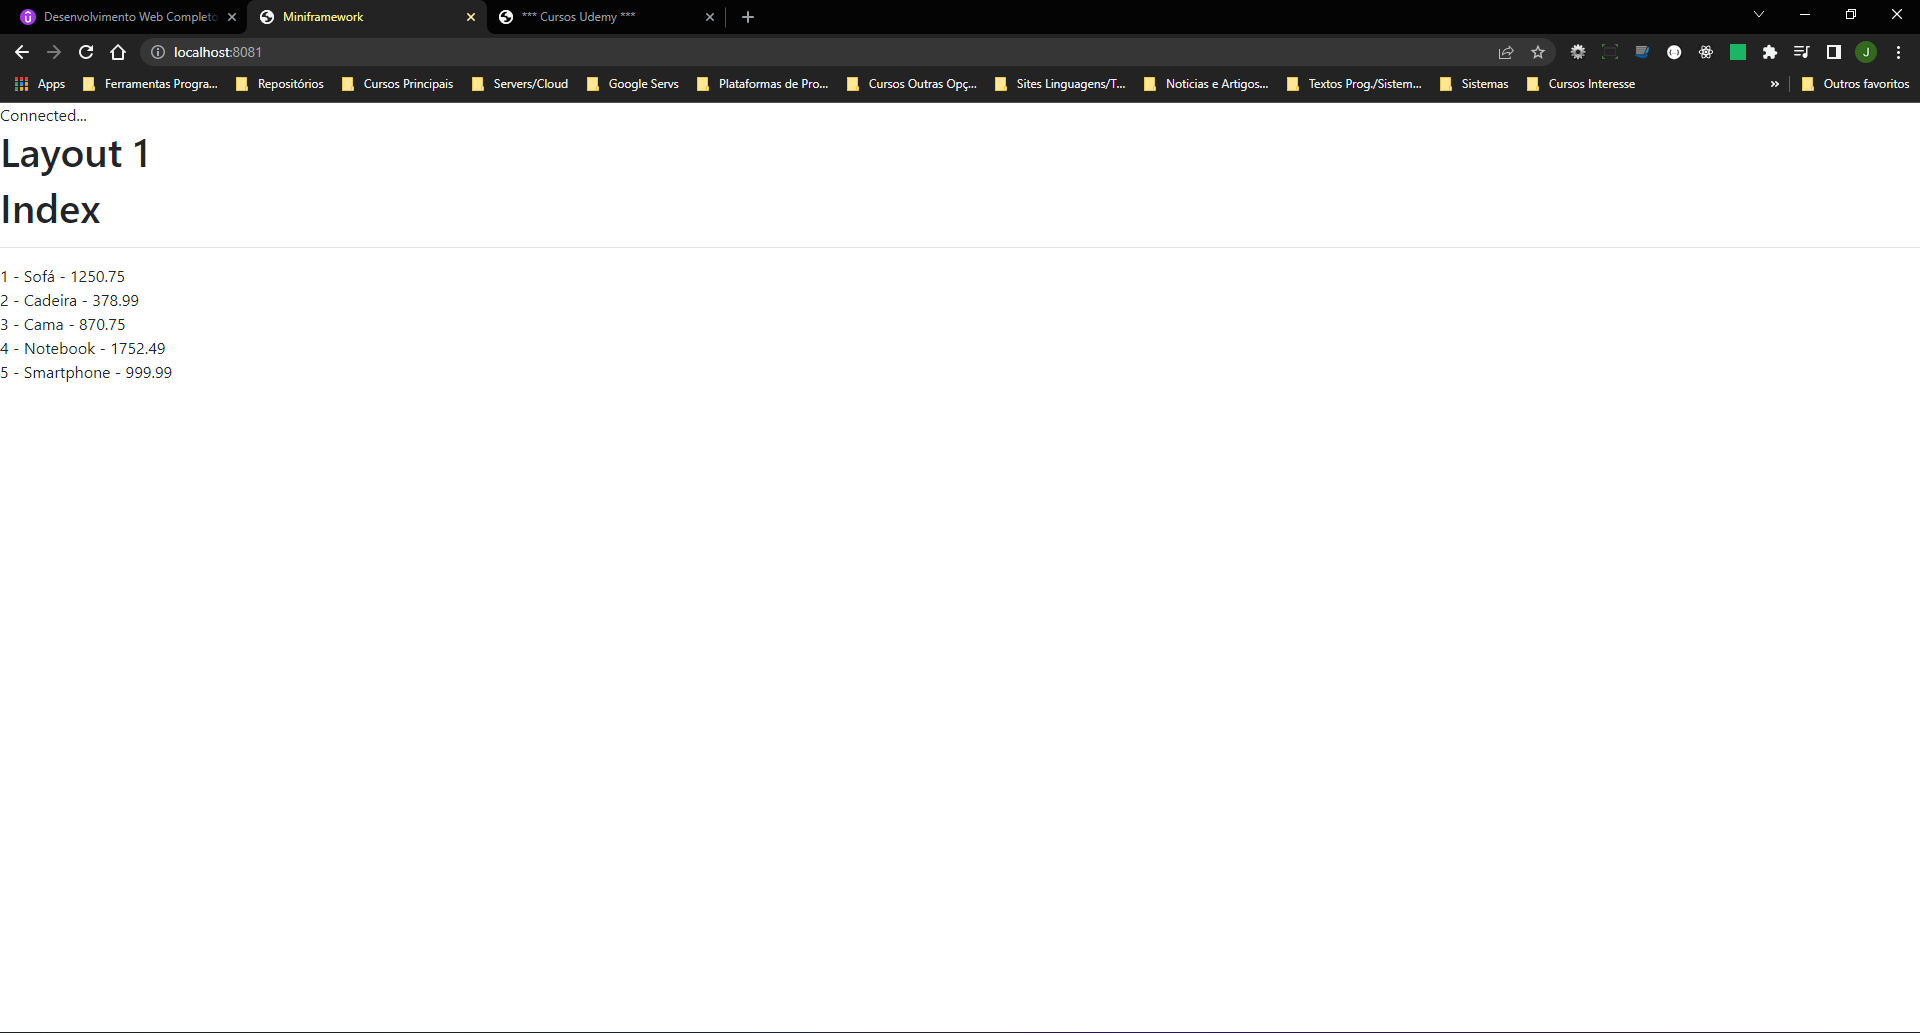 Desenvolvimento Web Completo
Miniframework
*** Cursos Udemy ***
localhost:8081
J
Apps
Ferramentas Progra...
Repositórios
Cursos Principais
Servers/Cloud
Google Servs
Plataformas de Pro...
Cursos Outras Opç...
Sites Linguagens/T...
Noticias e Artigos...
Textos Prog./Sistem...
Sistemas
Cursos Interesse
»
Outros favoritos
Connected...
Layout 1
Index
1 - Sofá - 1250.75
2 - Cadeira - 378.99
3 - Cama - 870.75
4 - Notebook - 1752.49
5 - Smartphone - 999.99